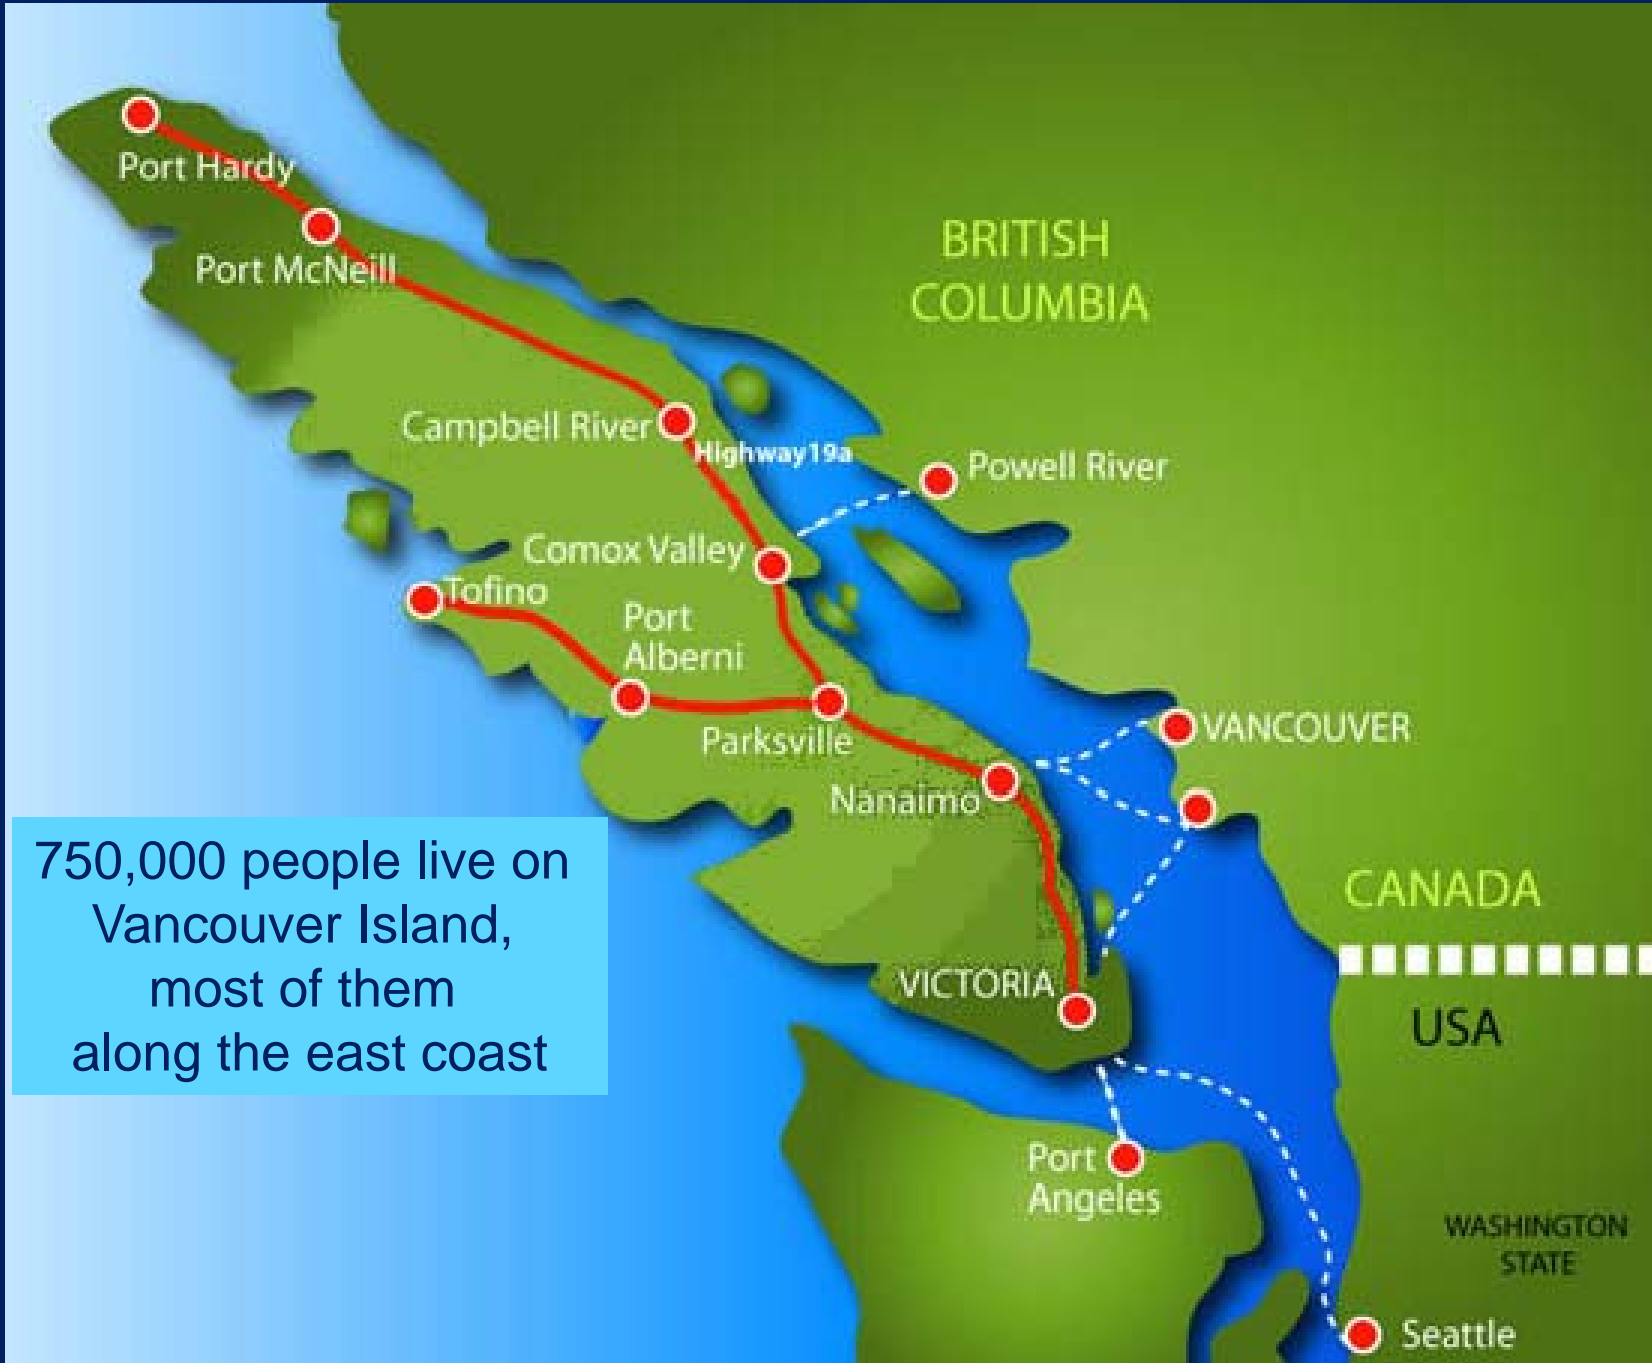 Port Hardy
Port McNeill
BRITISH
COLUMBIA
Campbell River
Highway19a
Powell River
Comox Valley
Tofino
Port
Alberni
Parksville
VANCOUVER
Nanaimo
750,000 people live on
Vancouver Island,
most of them
along the east coast
CANADA
VICTORIA
USA
Port
Angeles
WASHINGTON
STATE
Seattle